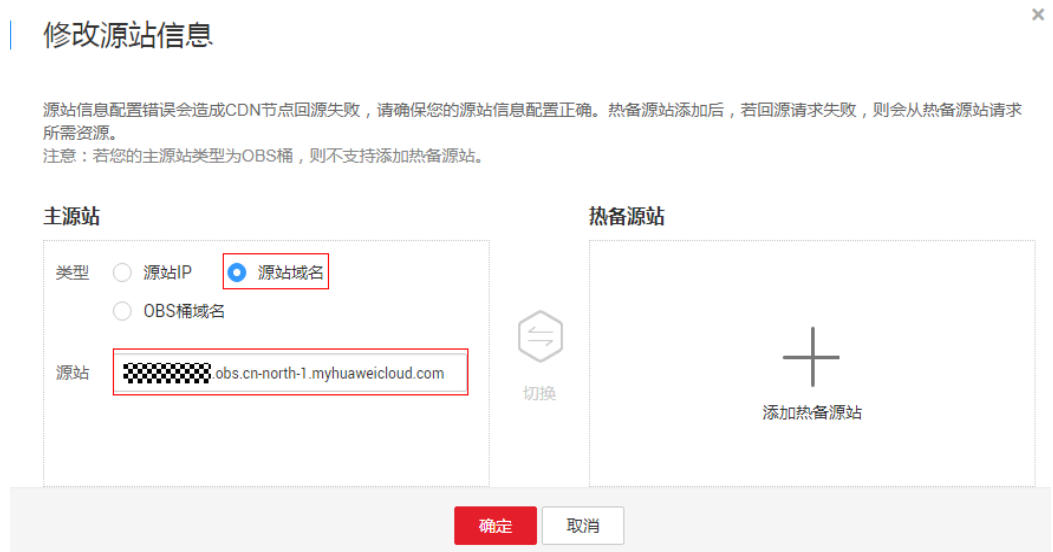 修改源站信息
源站信息配置错误会造成CDN节点回源失败，请确保您的源站信息配置正确。热备源站添加后，若回源请求失败，则会从热备源站请求
所需资源。
注意：若您的主源站类型为OBS桶，则不支持添加热备源站。
主源站
热备源站
类型 源站IP 源站域名
OBS桶域名
源站 .obs.cn-north-1.myhuaweicloud.com
切换
添加热备源站
确定 取消